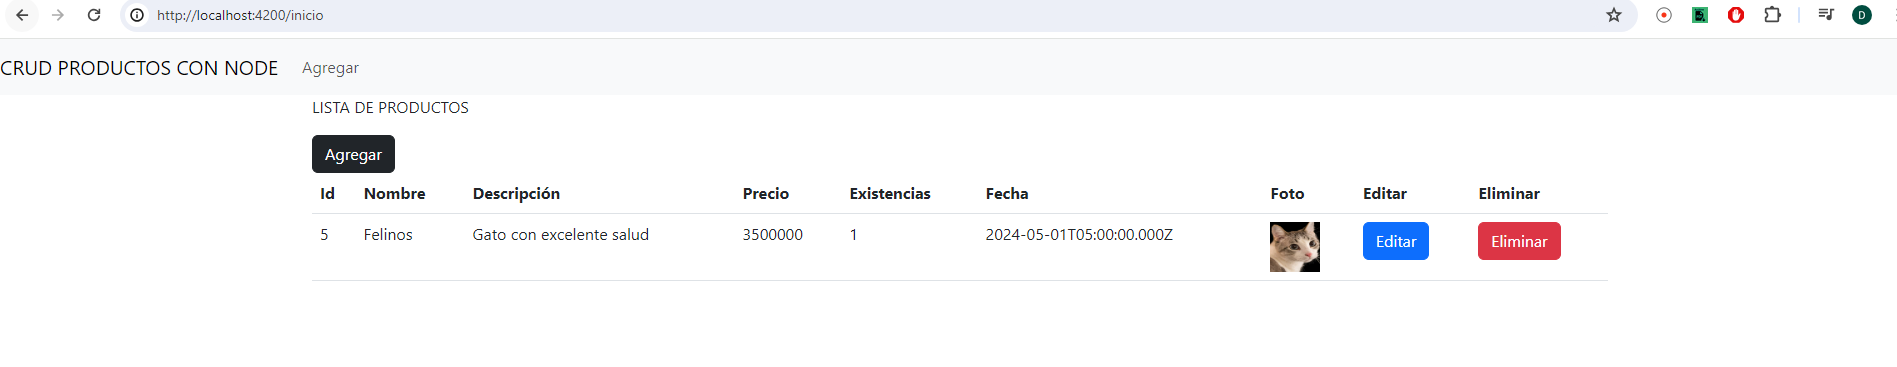 http://localhost:4200/inicio
D
CRUD PRODUCTOS CON NODE Agregar
LISTA DE PRODUCTOS
Agregar
Id Nombre Descripción Precio Existencias Fecha Foto Editar Eliminar
5 Felinos Gato con excelente salud 3500000 1 2024-05-01T05:00:00.000Z Editar Eliminar